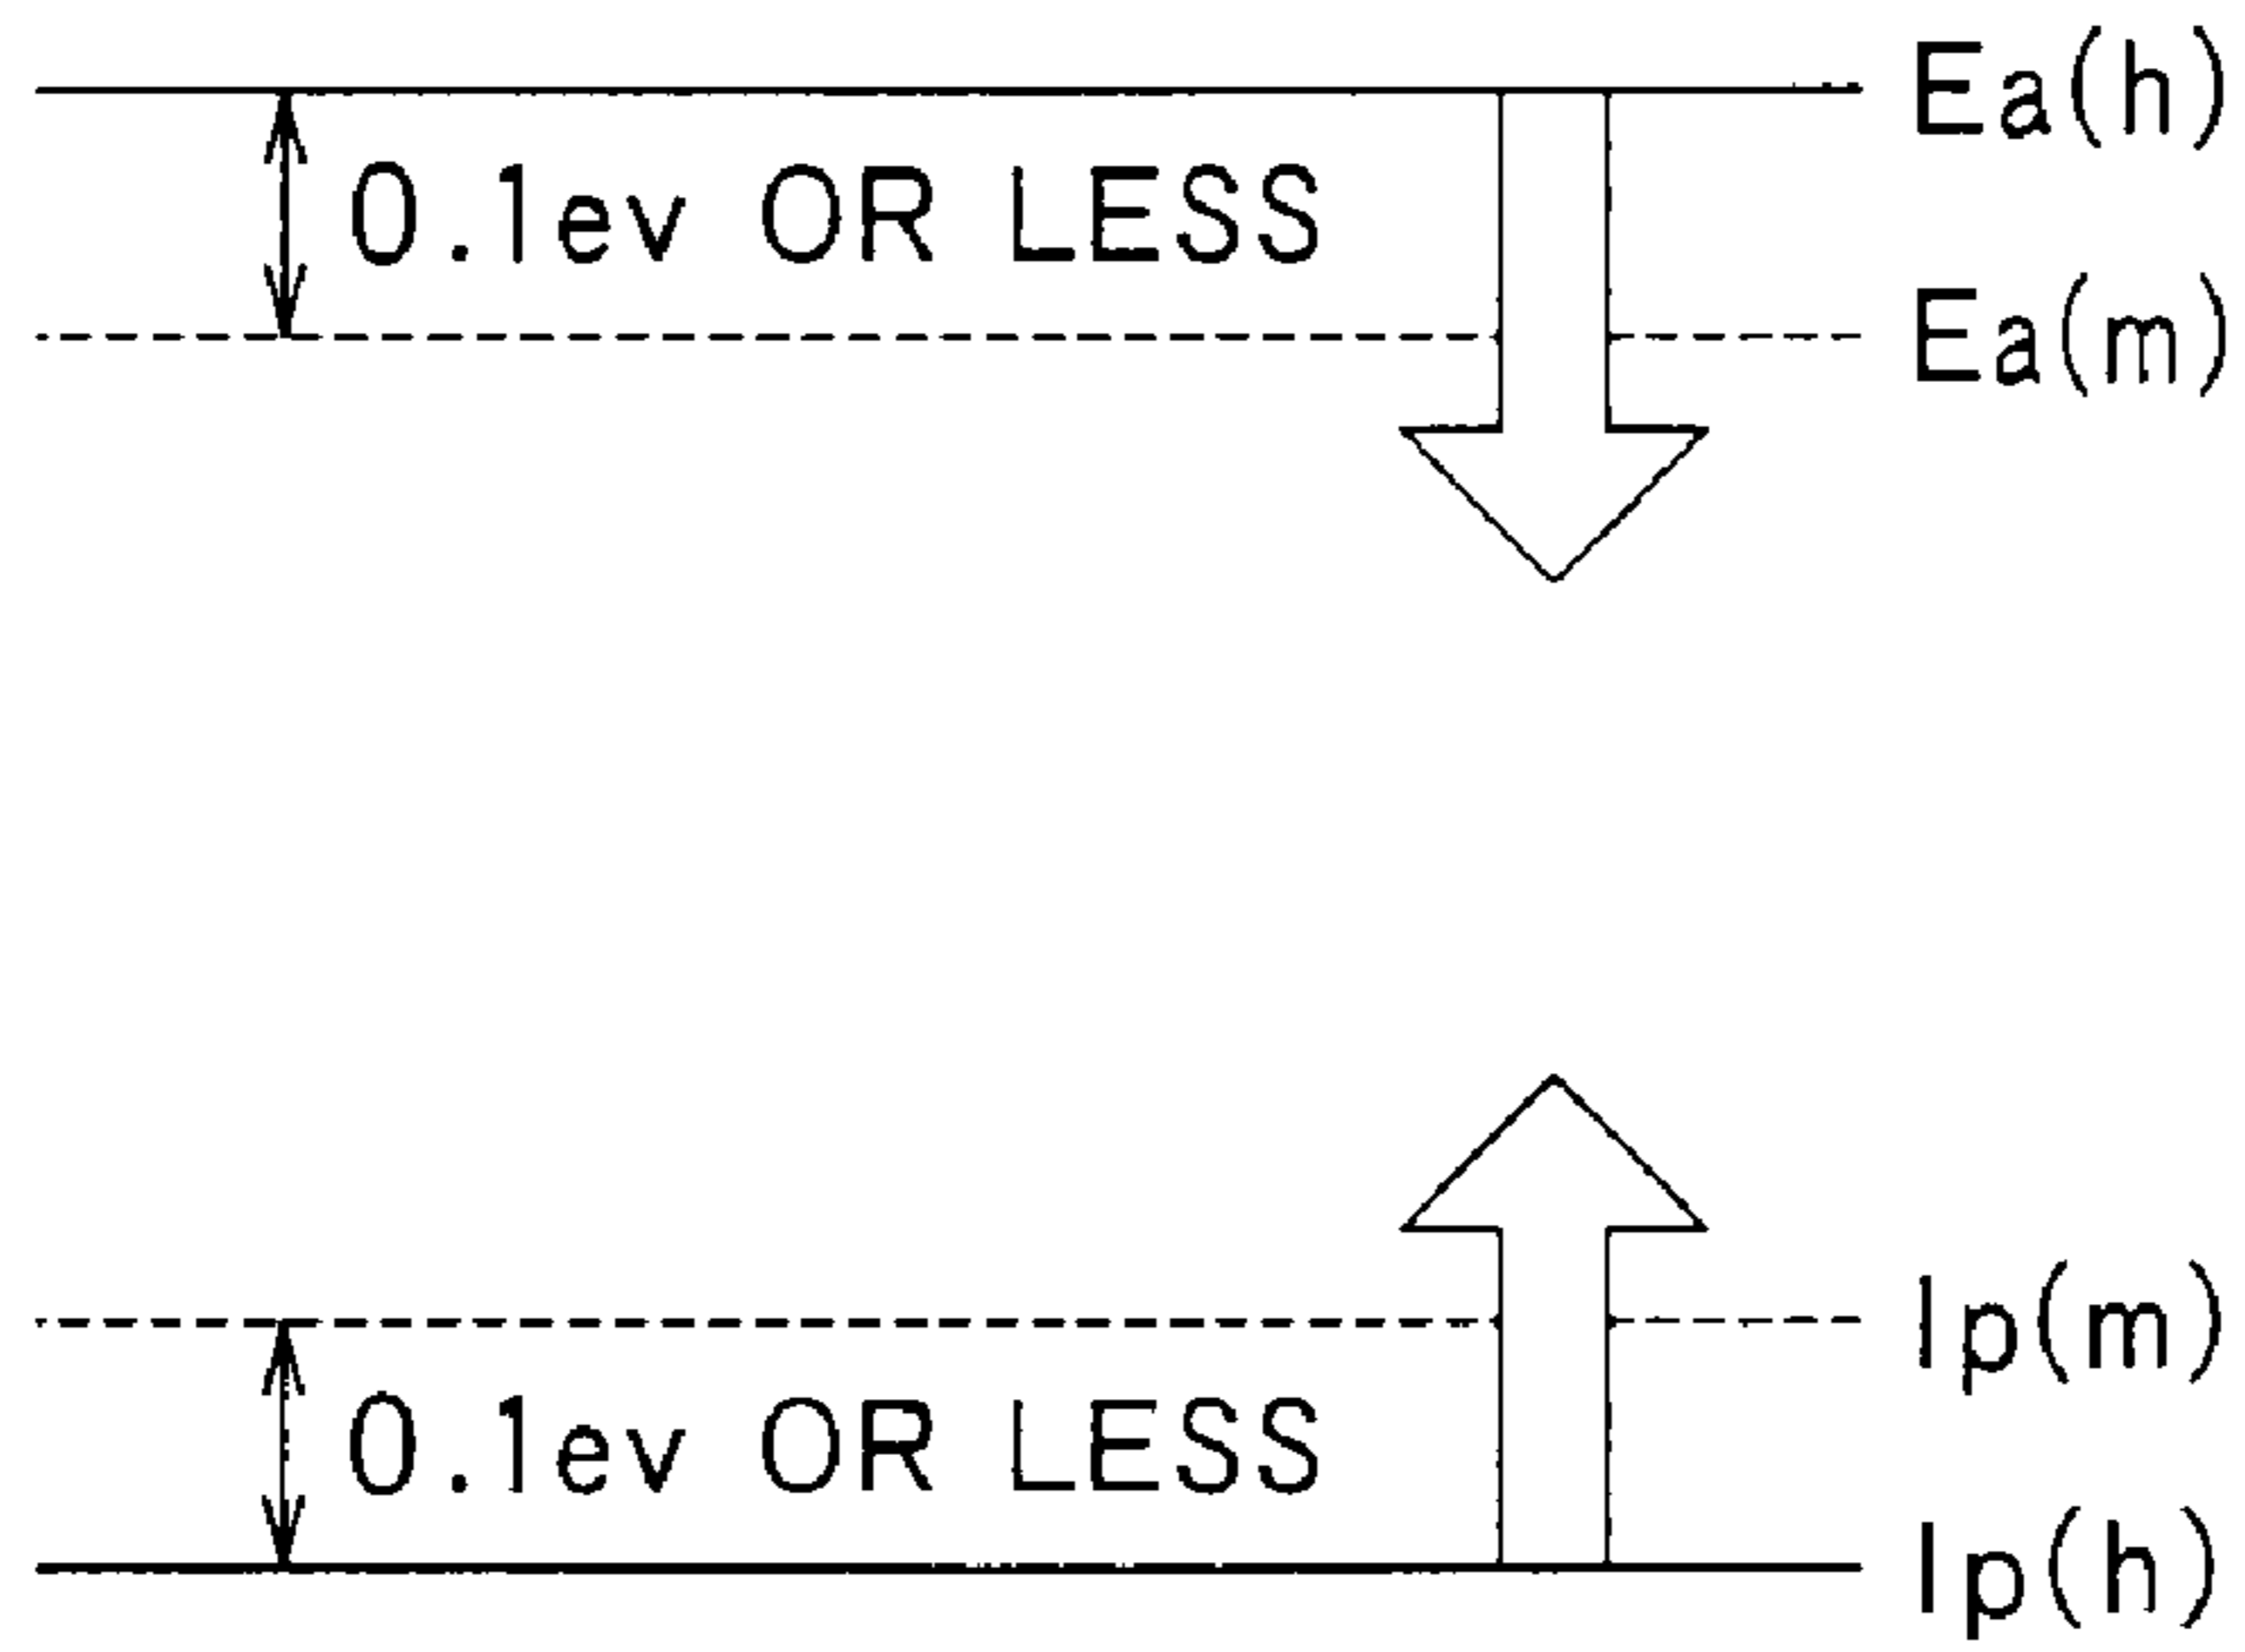 Ea(h)
0.1ev OR LESS
Ea(m)
Ip(m)
0.1ev OR LESS
Ip(h)